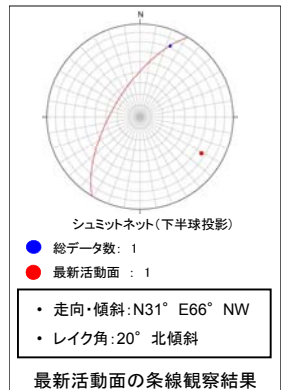 N
シュミットネット(下半球投影)
総データ数: 1
最新活動面 : 1
• 走向・傾斜:N31° E66° NW
• レイク角:20° 北傾斜
最新活動面の条線観察結果